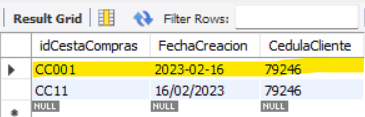 Result Grid Filter Rows:
idCestaCompras FechaCreacion CedulaCliente
CC001 2023-02-16 79246
CC11 16/02/2023 79246
NULL NULL NULL